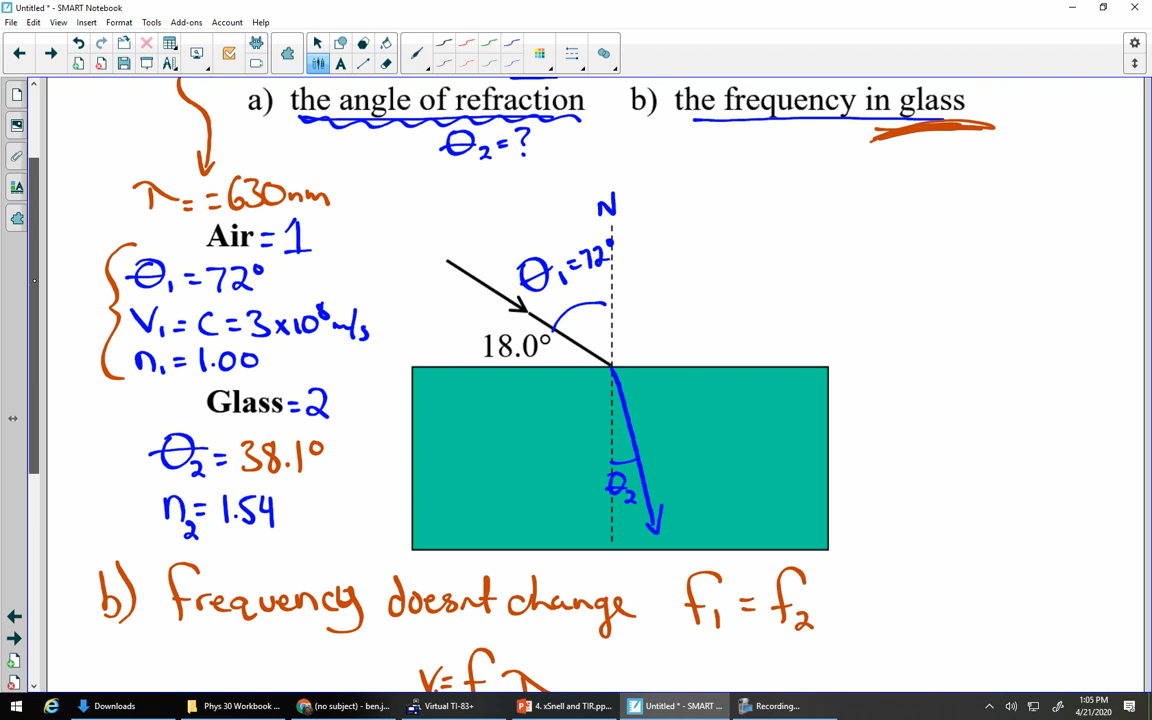 Untitled * - SMART Notebook
File Edit View Insert Format Tools Add-ons Account Help
a) the angle of refraction b) the frequency in glass
θ₂ = ?
λ = = 630nm
N
Air = 1
θ₁ = 72°
θ₁ = 72°
V₁ = C = 3×10⁸ m/s
18.0°
n₁ = 1.00
Glass = 2
θ₂ = 38.1°
θ₂
n₂ = 1.54
b) frequency doesnt change f₁ = f₂
v = f λ
Downloads
Phys 30 Workbook ...
(no subject) - ben.j...
Virtual TI-83+
4. xSnell and TIR.pp...
Untitled * - SMART ...
Recording...
1:05 PM
4/21/2020